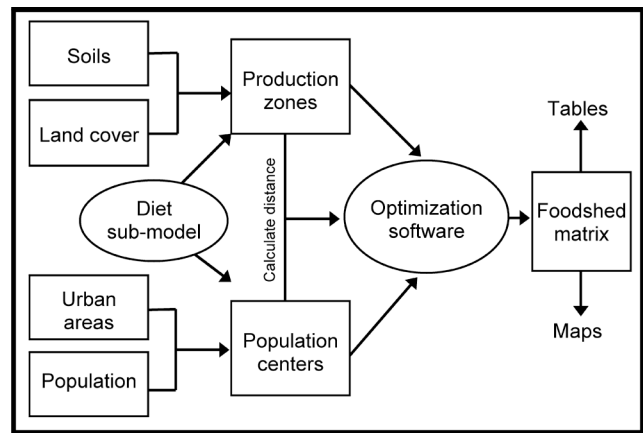 Soils
Land cover
Diet
sub-model
Urban
areas
Population
Production
zones
Calculate distance
Population
centers
Optimization
software
Tables
Foodshed
matrix
Maps